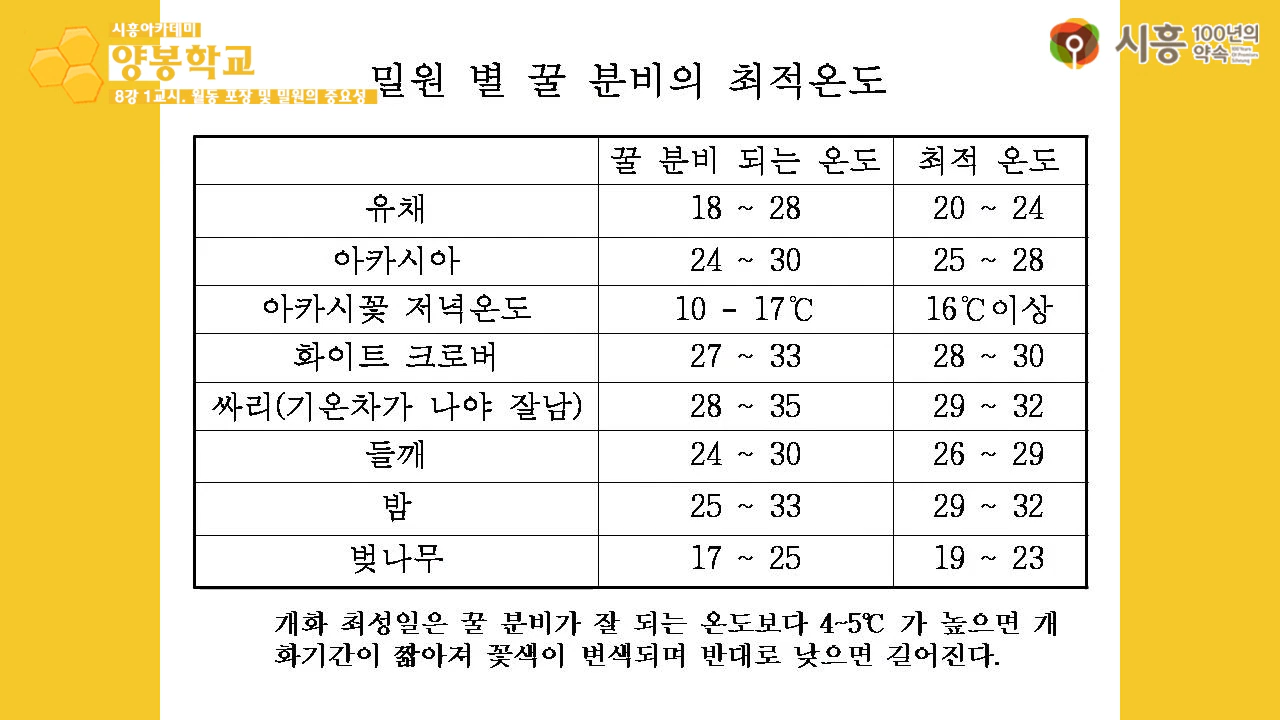 시흥아카데미
양봉학교
8강 1교시. 월동 포장 및 밀원의 중요성
시흥 100년의 약속
밀원 별 꿀 분비의 최적온도
꿀 분비 되는 온도 최적 온도
유채 18 ~ 28 20 ~ 24
아카시아 24 ~ 30 25 ~ 28
아카시꽃 저녁온도 10 - 17℃ 16℃이상
화이트 크로버 27 ~ 33 28 ~ 30
싸리(기온차가 나야 잘남) 28 ~ 35 29 ~ 32
들깨 24 ~ 30 26 ~ 29
밤 25 ~ 33 29 ~ 32
벚나무 17 ~ 25 19 ~ 23
개화 최성일은 꿀 분비가 잘 되는 온도보다 4~5℃ 가 높으면 개
화기간이 짧아져 꽃색이 변색되며 반대로 낮으면 길어진다.